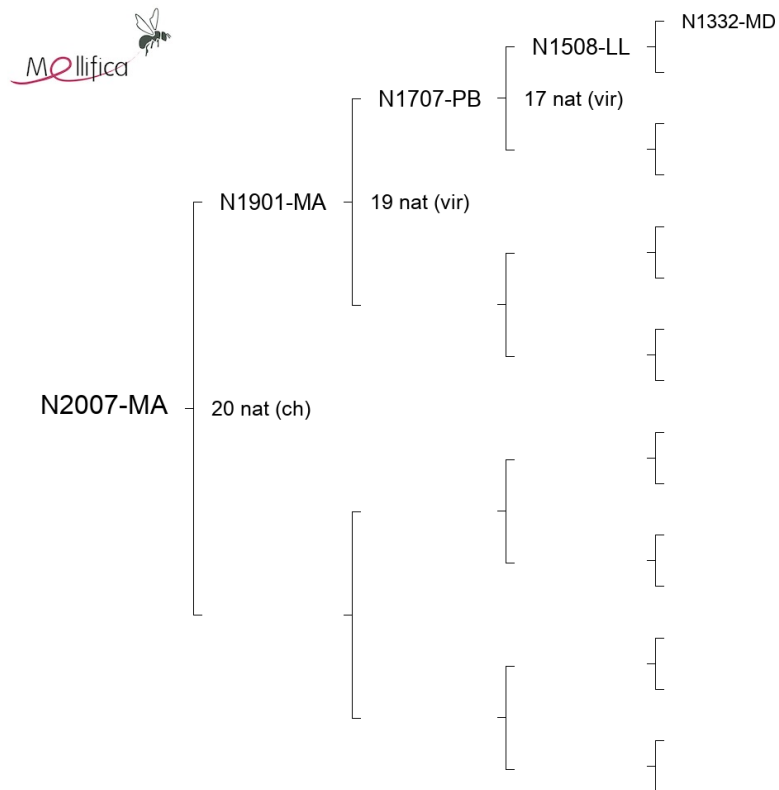 Mellifica
N1332-MD
N1508-LL
N1707-PB
17 nat (vir)
N1901-MA
19 nat (vir)
N2007-MA
20 nat (ch)